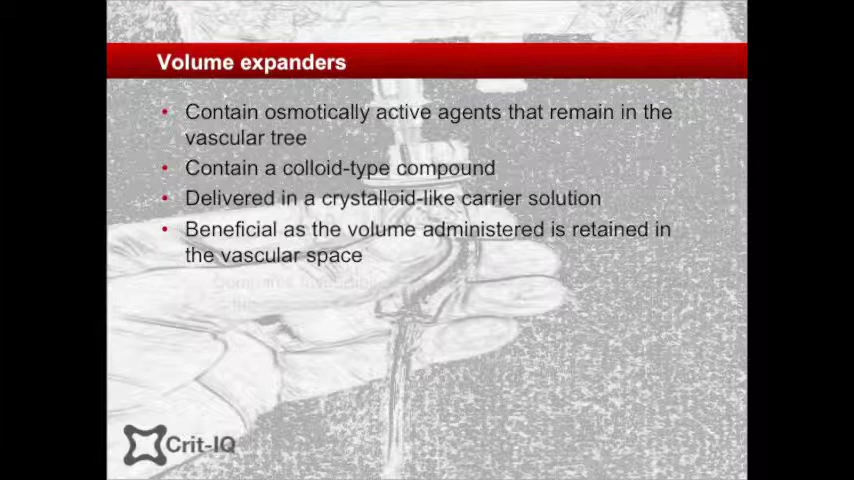 Volume expanders
• Contain osmotically active agents that remain in the
vascular tree
• Contain a colloid-type compound
• Delivered in a crystalloid-like carrier solution
• Beneficial as the volume administered is retained in
the vascular space
Crit-IQ